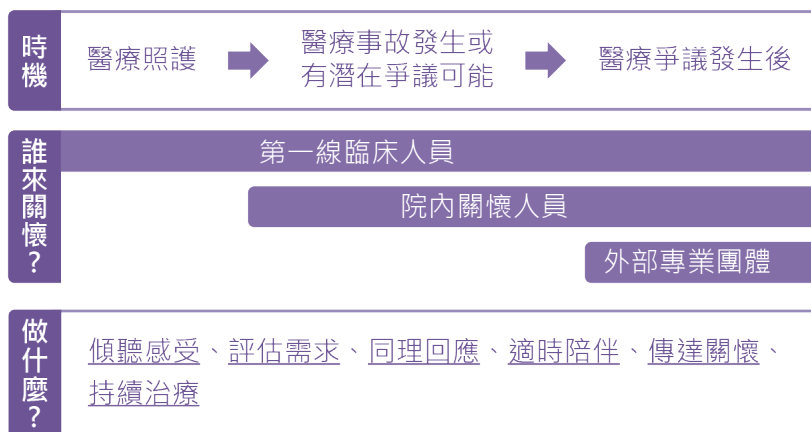 時機
醫療照護
醫療事故發生或
有潛在爭議可能
醫療爭議發生後
誰來關懷?
第一線臨床人員
院內關懷人員
外部專業團體
做什麼?
傾聽感受、評估需求、同理回應、適時陪伴、傳達關懷、
持續治療